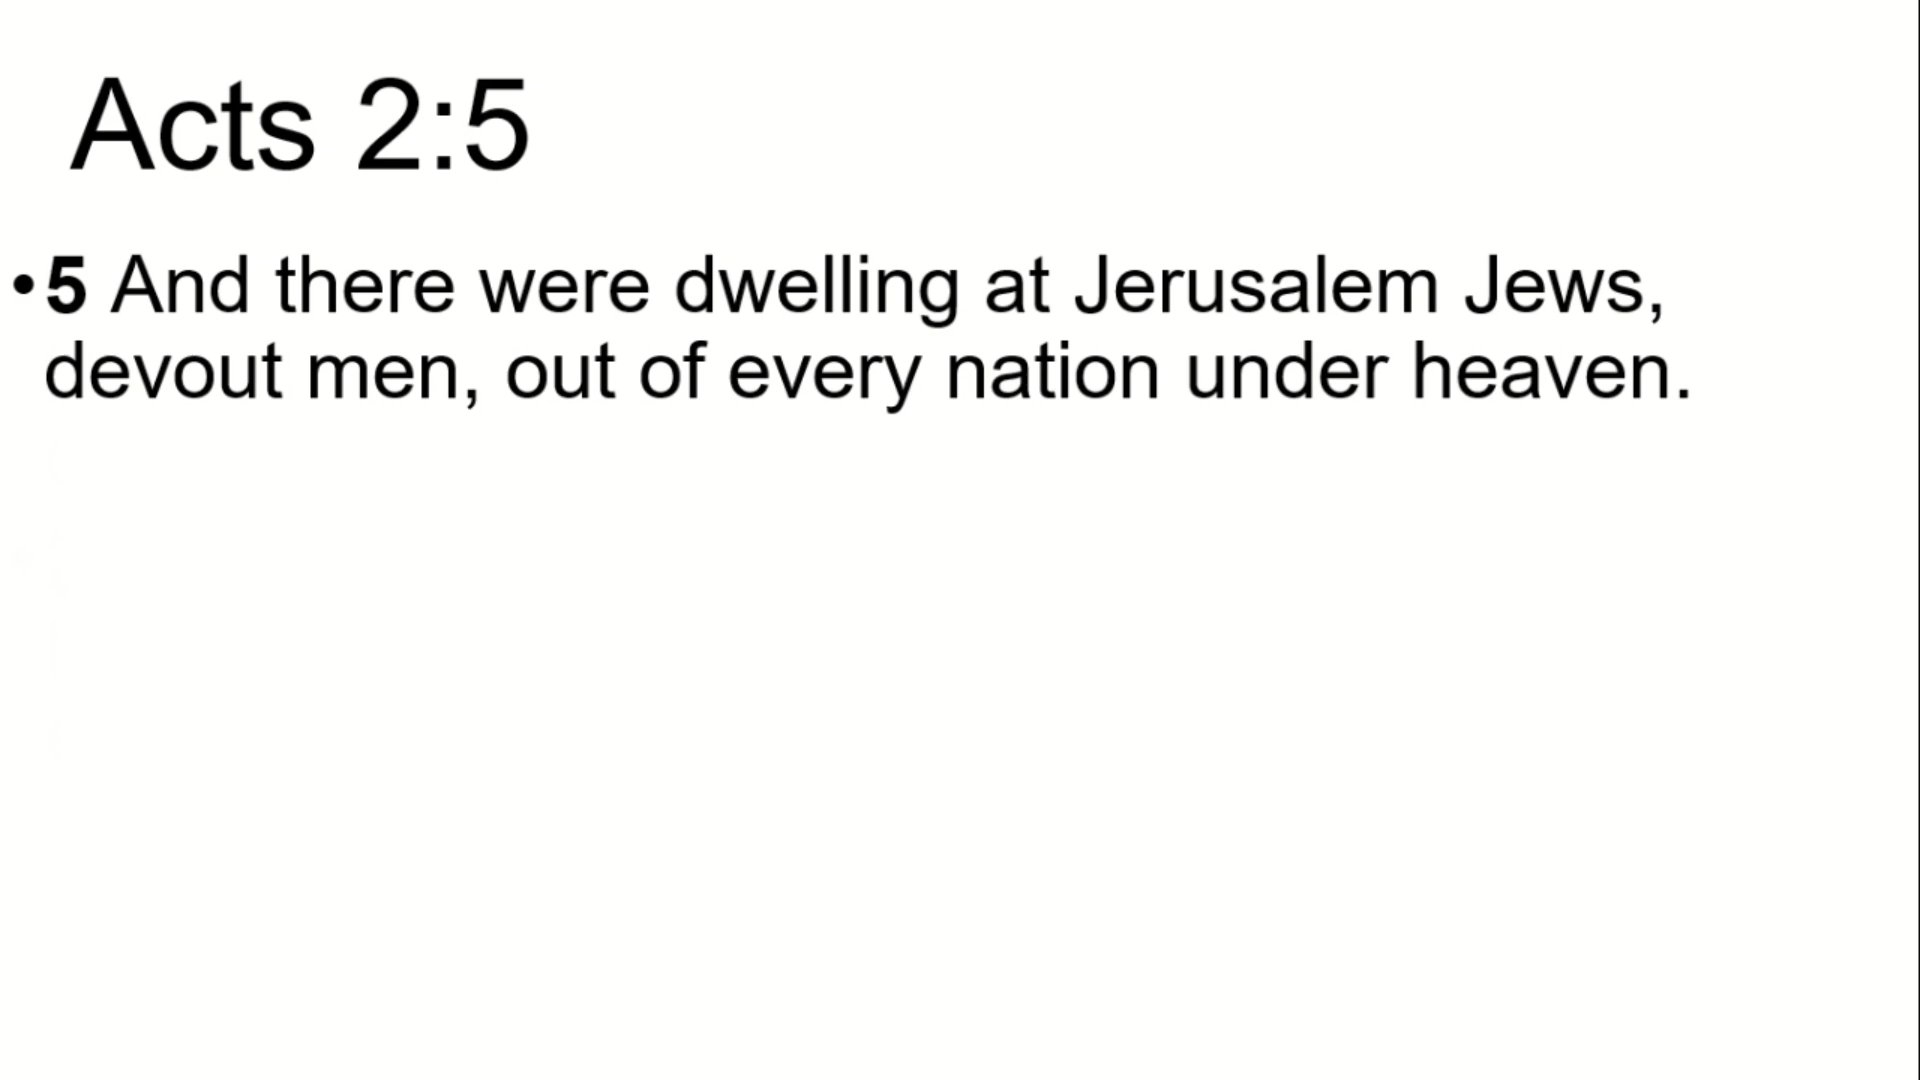 Acts 2:5
•5 And there were dwelling at Jerusalem Jews,
devout men, out of every nation under heaven.